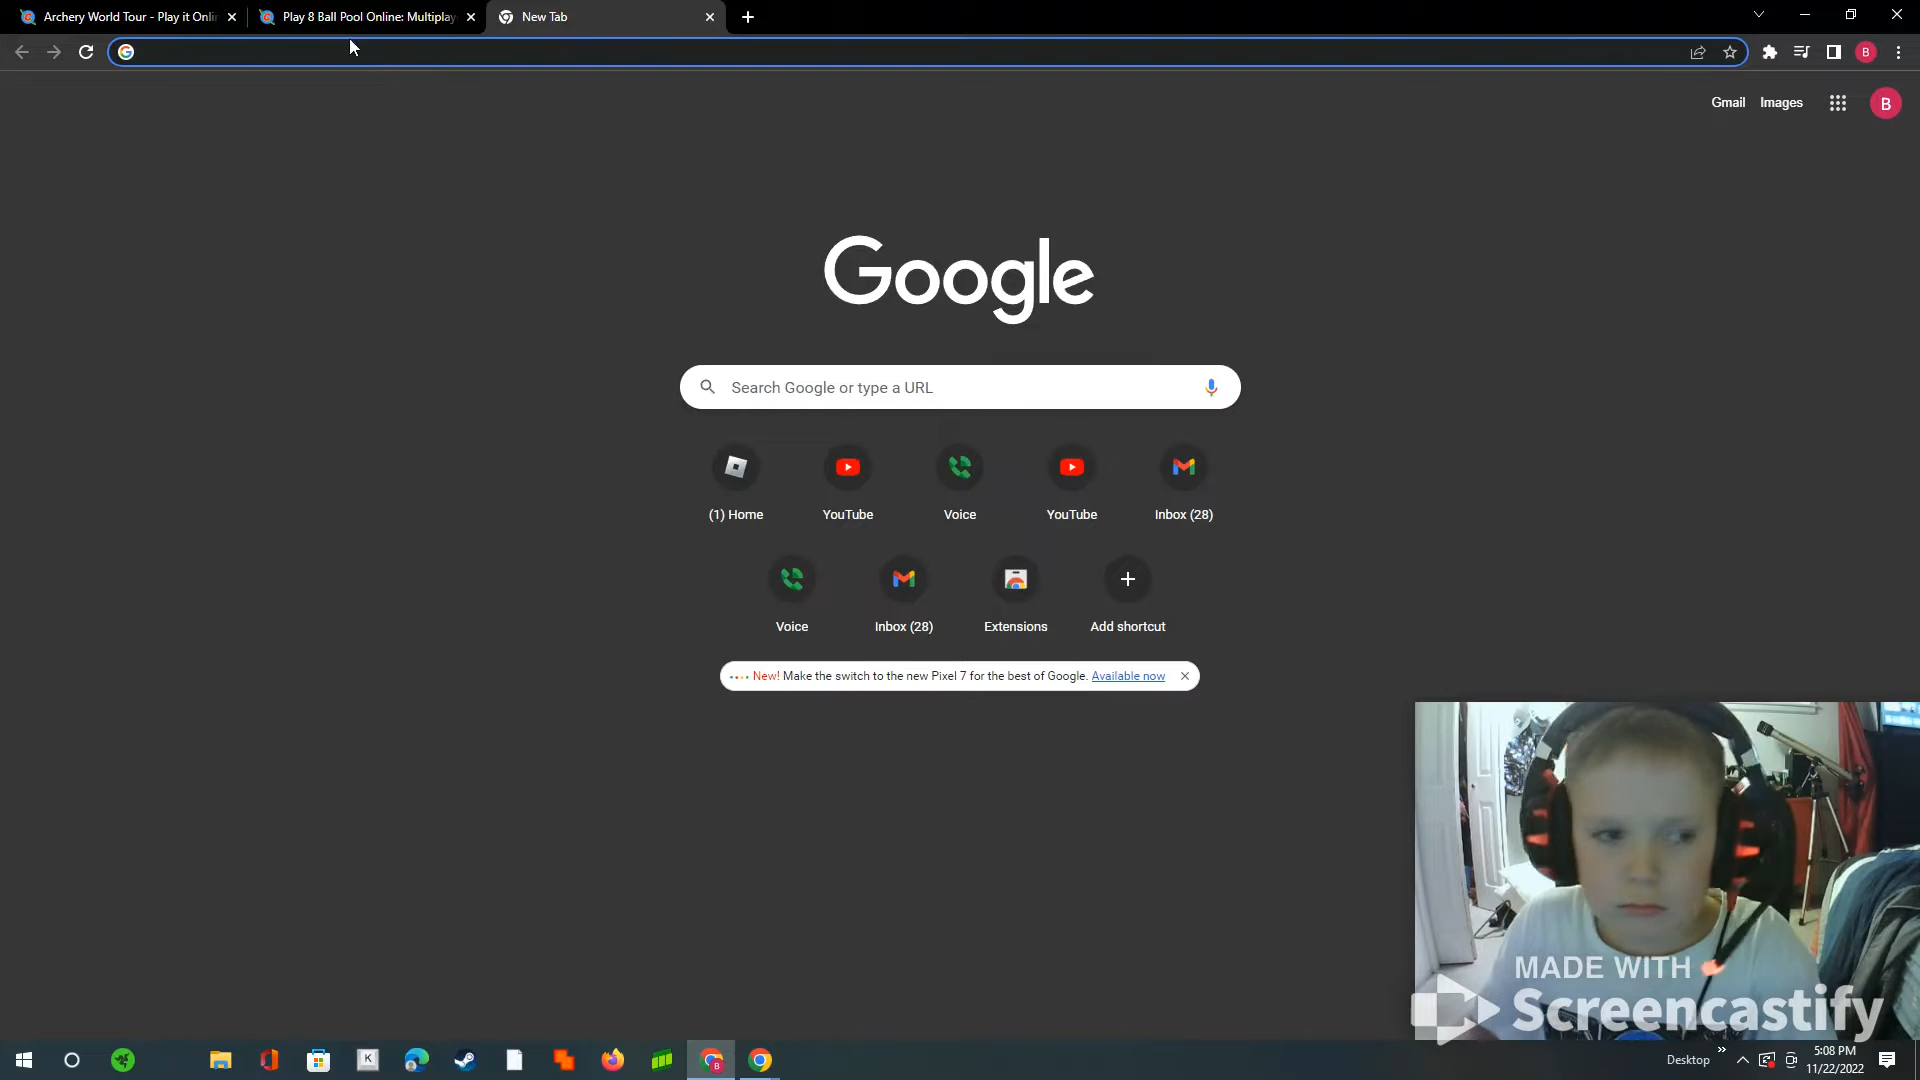 Archery World Tour - Play it Onlin
Play 8 Ball Pool Online: Multiplay
New Tab
B
Gmail
Images
B
Google
Search Google or type a URL
(1) Home
YouTube
Voice
YouTube
Inbox (28)
Voice
Inbox (28)
Extensions
Add shortcut
New! Make the switch to the new Pixel 7 for the best of Google. Available now
MADE WITH
Screencastify
K
B
Desktop
5:08 PM
11/22/2022